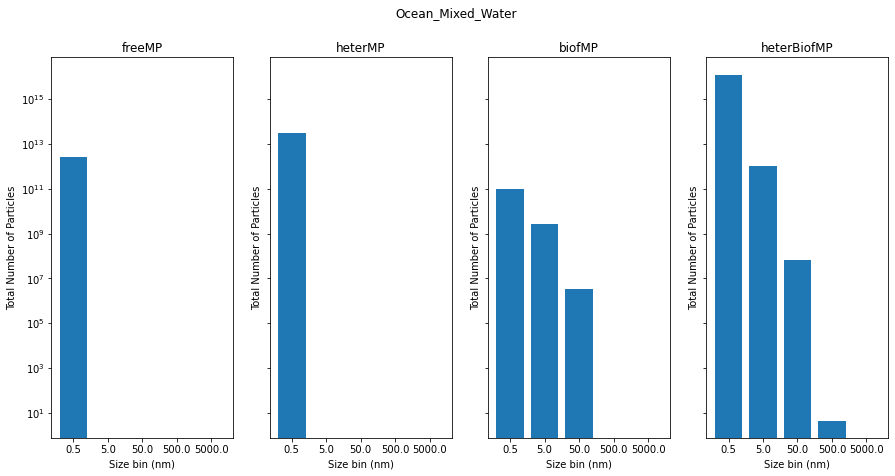 Ocean_Mixed_Water
freeMP
heterMP
biofMP
heterBiofMP
Total Number of Particles
10^15
10^13
10^11
10^9
10^7
10^5
10^3
10^1
0.5 5.0 50.0 500.0 5000.0
Size bin (nm)
Total Number of Particles
0.5 5.0 50.0 500.0 5000.0
Size bin (nm)
Total Number of Particles
0.5 5.0 50.0 500.0 5000.0
Size bin (nm)
Total Number of Particles
0.5 5.0 50.0 500.0 5000.0
Size bin (nm)